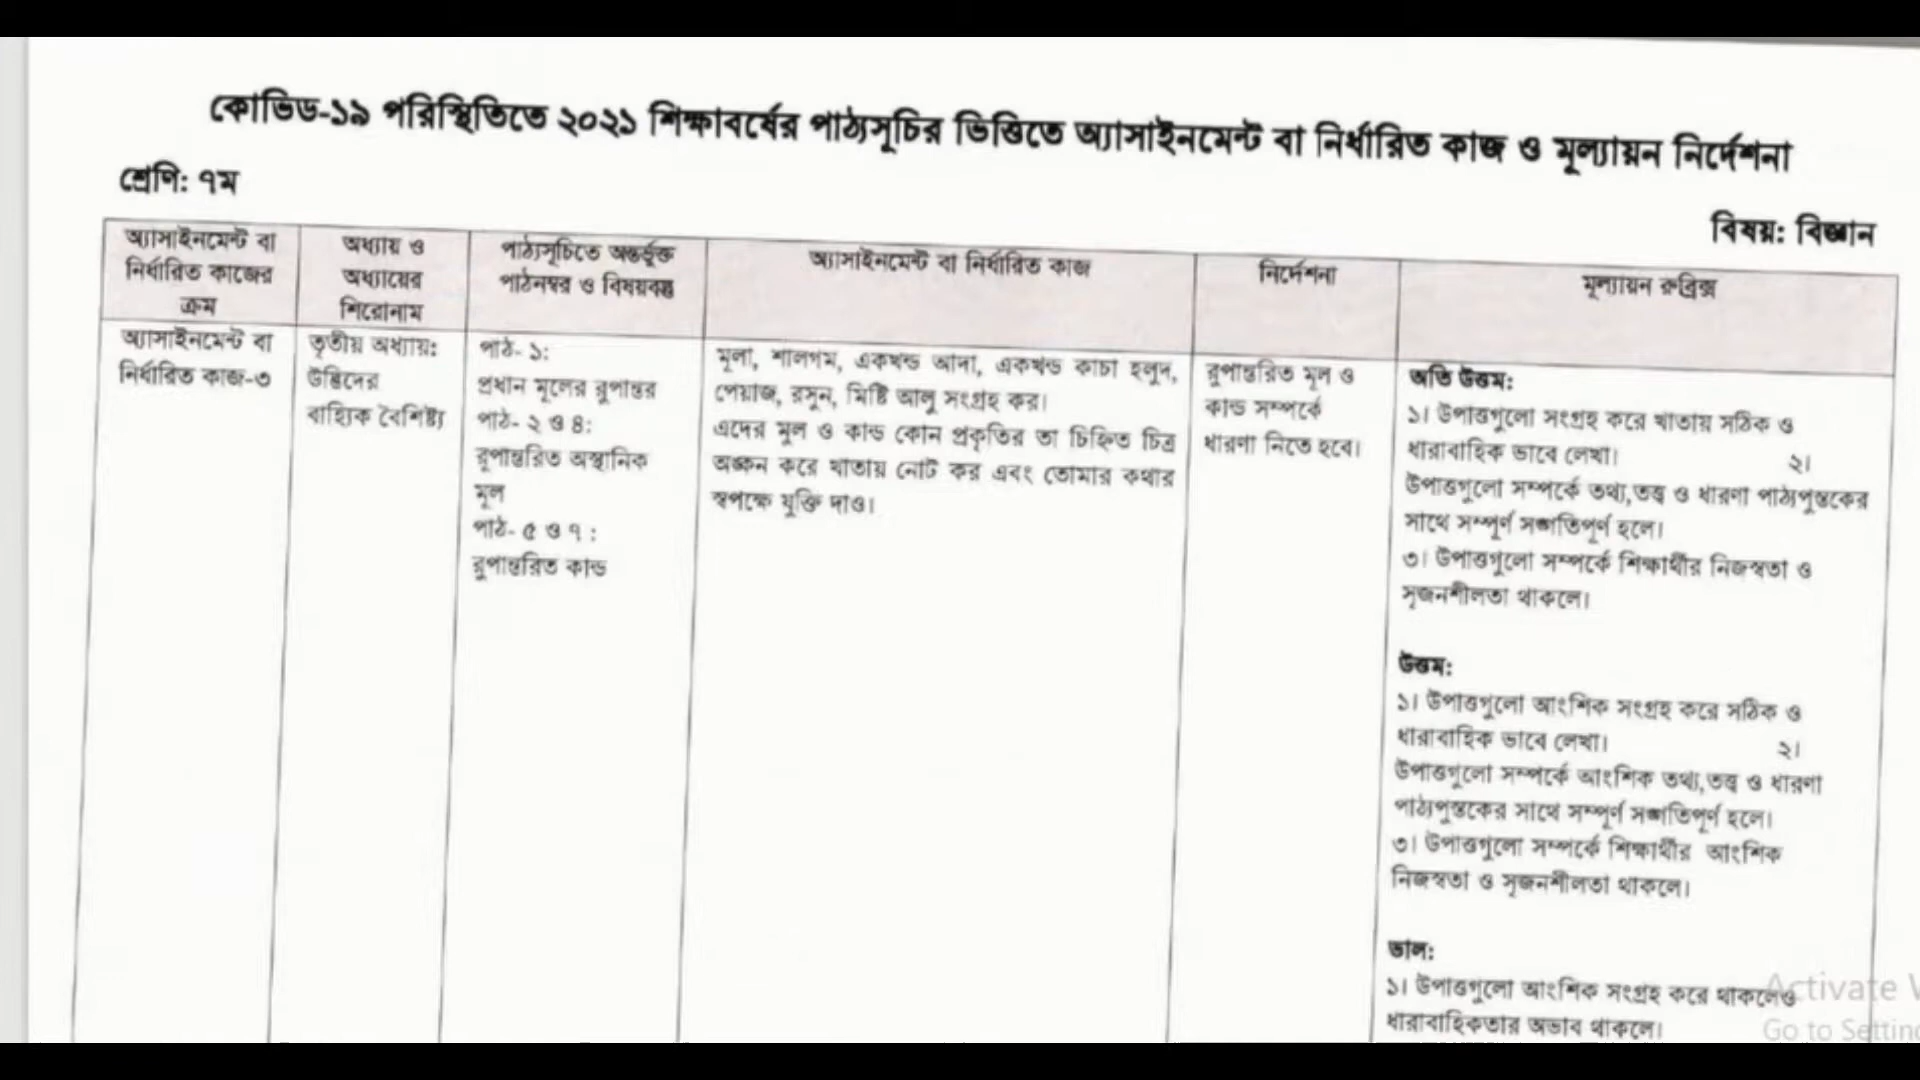 কোভিড-১৯ পরিস্থিতিতে ২০২১ শিক্ষাবর্ষের পাঠ্যসূচির ভিত্তিতে অ্যাসাইনমেন্ট বা নির্ধারিত কাজ ও মূল্যায়ন নির্দেশনা
শ্রেণি: ৭ম
বিষয়: বিজ্ঞান
অ্যাসাইনমেন্ট বা
নির্ধারিত কাজের
ক্রম
অধ্যায় ও
অধ্যায়ের
শিরোনাম
পাঠ্যসূচিতে অন্তর্ভুক্ত
পাঠনম্বর ও বিষয়বস্তু
অ্যাসাইনমেন্ট বা নির্ধারিত কাজ
নির্দেশনা
মূল্যায়ন রুব্রিক্স
অ্যাসাইনমেন্ট বা
নির্ধারিত কাজ-৩
তৃতীয় অধ্যায়:
উদ্ভিদের
বাহ্যিক বৈশিষ্ট্য
পাঠ- ১:
প্রধান মূলের রুপান্তর
পাঠ- ২ ও ৪:
রুপান্তরিত অস্থানিক
মূল
পাঠ- ৫ ও ৭ :
রুপান্তরিত কান্ড
মূলা, শালগম, একখন্ড আদা, একখন্ড কাচা হলুদ,
পেয়াজ, রসুন, মিষ্টি আলু সংগ্রহ কর।
এদের মুল ও কান্ড কোন প্রকৃতির তা চিহ্নিত চিত্র
অঙ্কন করে খাতায় নোট কর এবং তোমার কথার
স্বপক্ষে যুক্তি দাও।
রুপান্তরিত মূল ও
কান্ড সম্পর্কে
ধারণা নিতে হবে।
অতি উত্তম:
১। উপাত্তগুলো সংগ্রহ করে খাতায় সঠিক ও
ধারাবাহিক ভাবে লেখা। ২।
উপাত্তগুলো সম্পর্কে তথ্য,তত্ত্ব ও ধারণা পাঠ্যপুস্তকের
সাথে সম্পূর্ণ সঙ্গতিপূর্ণ হলে।
৩। উপাত্তগুলো সম্পর্কে শিক্ষার্থীর নিজস্বতা ও
সৃজনশীলতা থাকলে।
উত্তম:
১। উপাত্তগুলো আংশিক সংগ্রহ করে সঠিক ও
ধারাবাহিক ভাবে লেখা। ২।
উপাত্তগুলো সম্পর্কে আংশিক তথ্য,তত্ত্ব ও ধারণা
পাঠ্যপুস্তকের সাথে সম্পূর্ণ সঙ্গতিপূর্ণ হলে।
৩। উপাত্তগুলো সম্পর্কে শিক্ষার্থীর আংশিক
নিজস্বতা ও সৃজনশীলতা থাকলে।
ভাল:
১। উপাত্তগুলো আংশিক সংগ্রহ করে থাকলেও
ধারাবাহিকতার অভাব থাকলে।
Activate W
Go to Setting